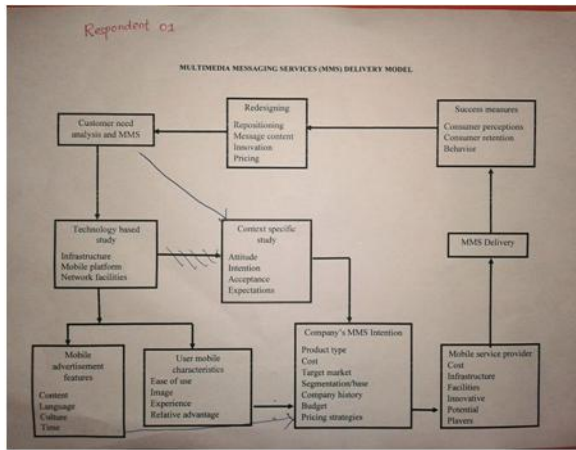 Respondent 01
MULTIMEDIA MESSAGING SERVICES (MMS) DELIVERY MODEL
Customer need
analysis and MMS
Redesigning
Repositioning
Message content
Innovation
Pricing
Success measures
Consumer perceptions
Consumer retention
Behavior
Technology based
study
Infrastructure
Mobile platform
Network facilities
Context specific
study
Attitude
Intention
Acceptance
Expectations
MMS Delivery
Mobile
advertisement
features
Content
Language
Culture
Time
User mobile
characteristics
Ease of use
Image
Experience
Relative advantage
Company's MMS Intention
Product type
Cost
Target market
Segmentation/base
Company history
Budget
Pricing strategies
Mobile service provider
Cost
Infrastructure
Facilities
Innovative
Potential
Players